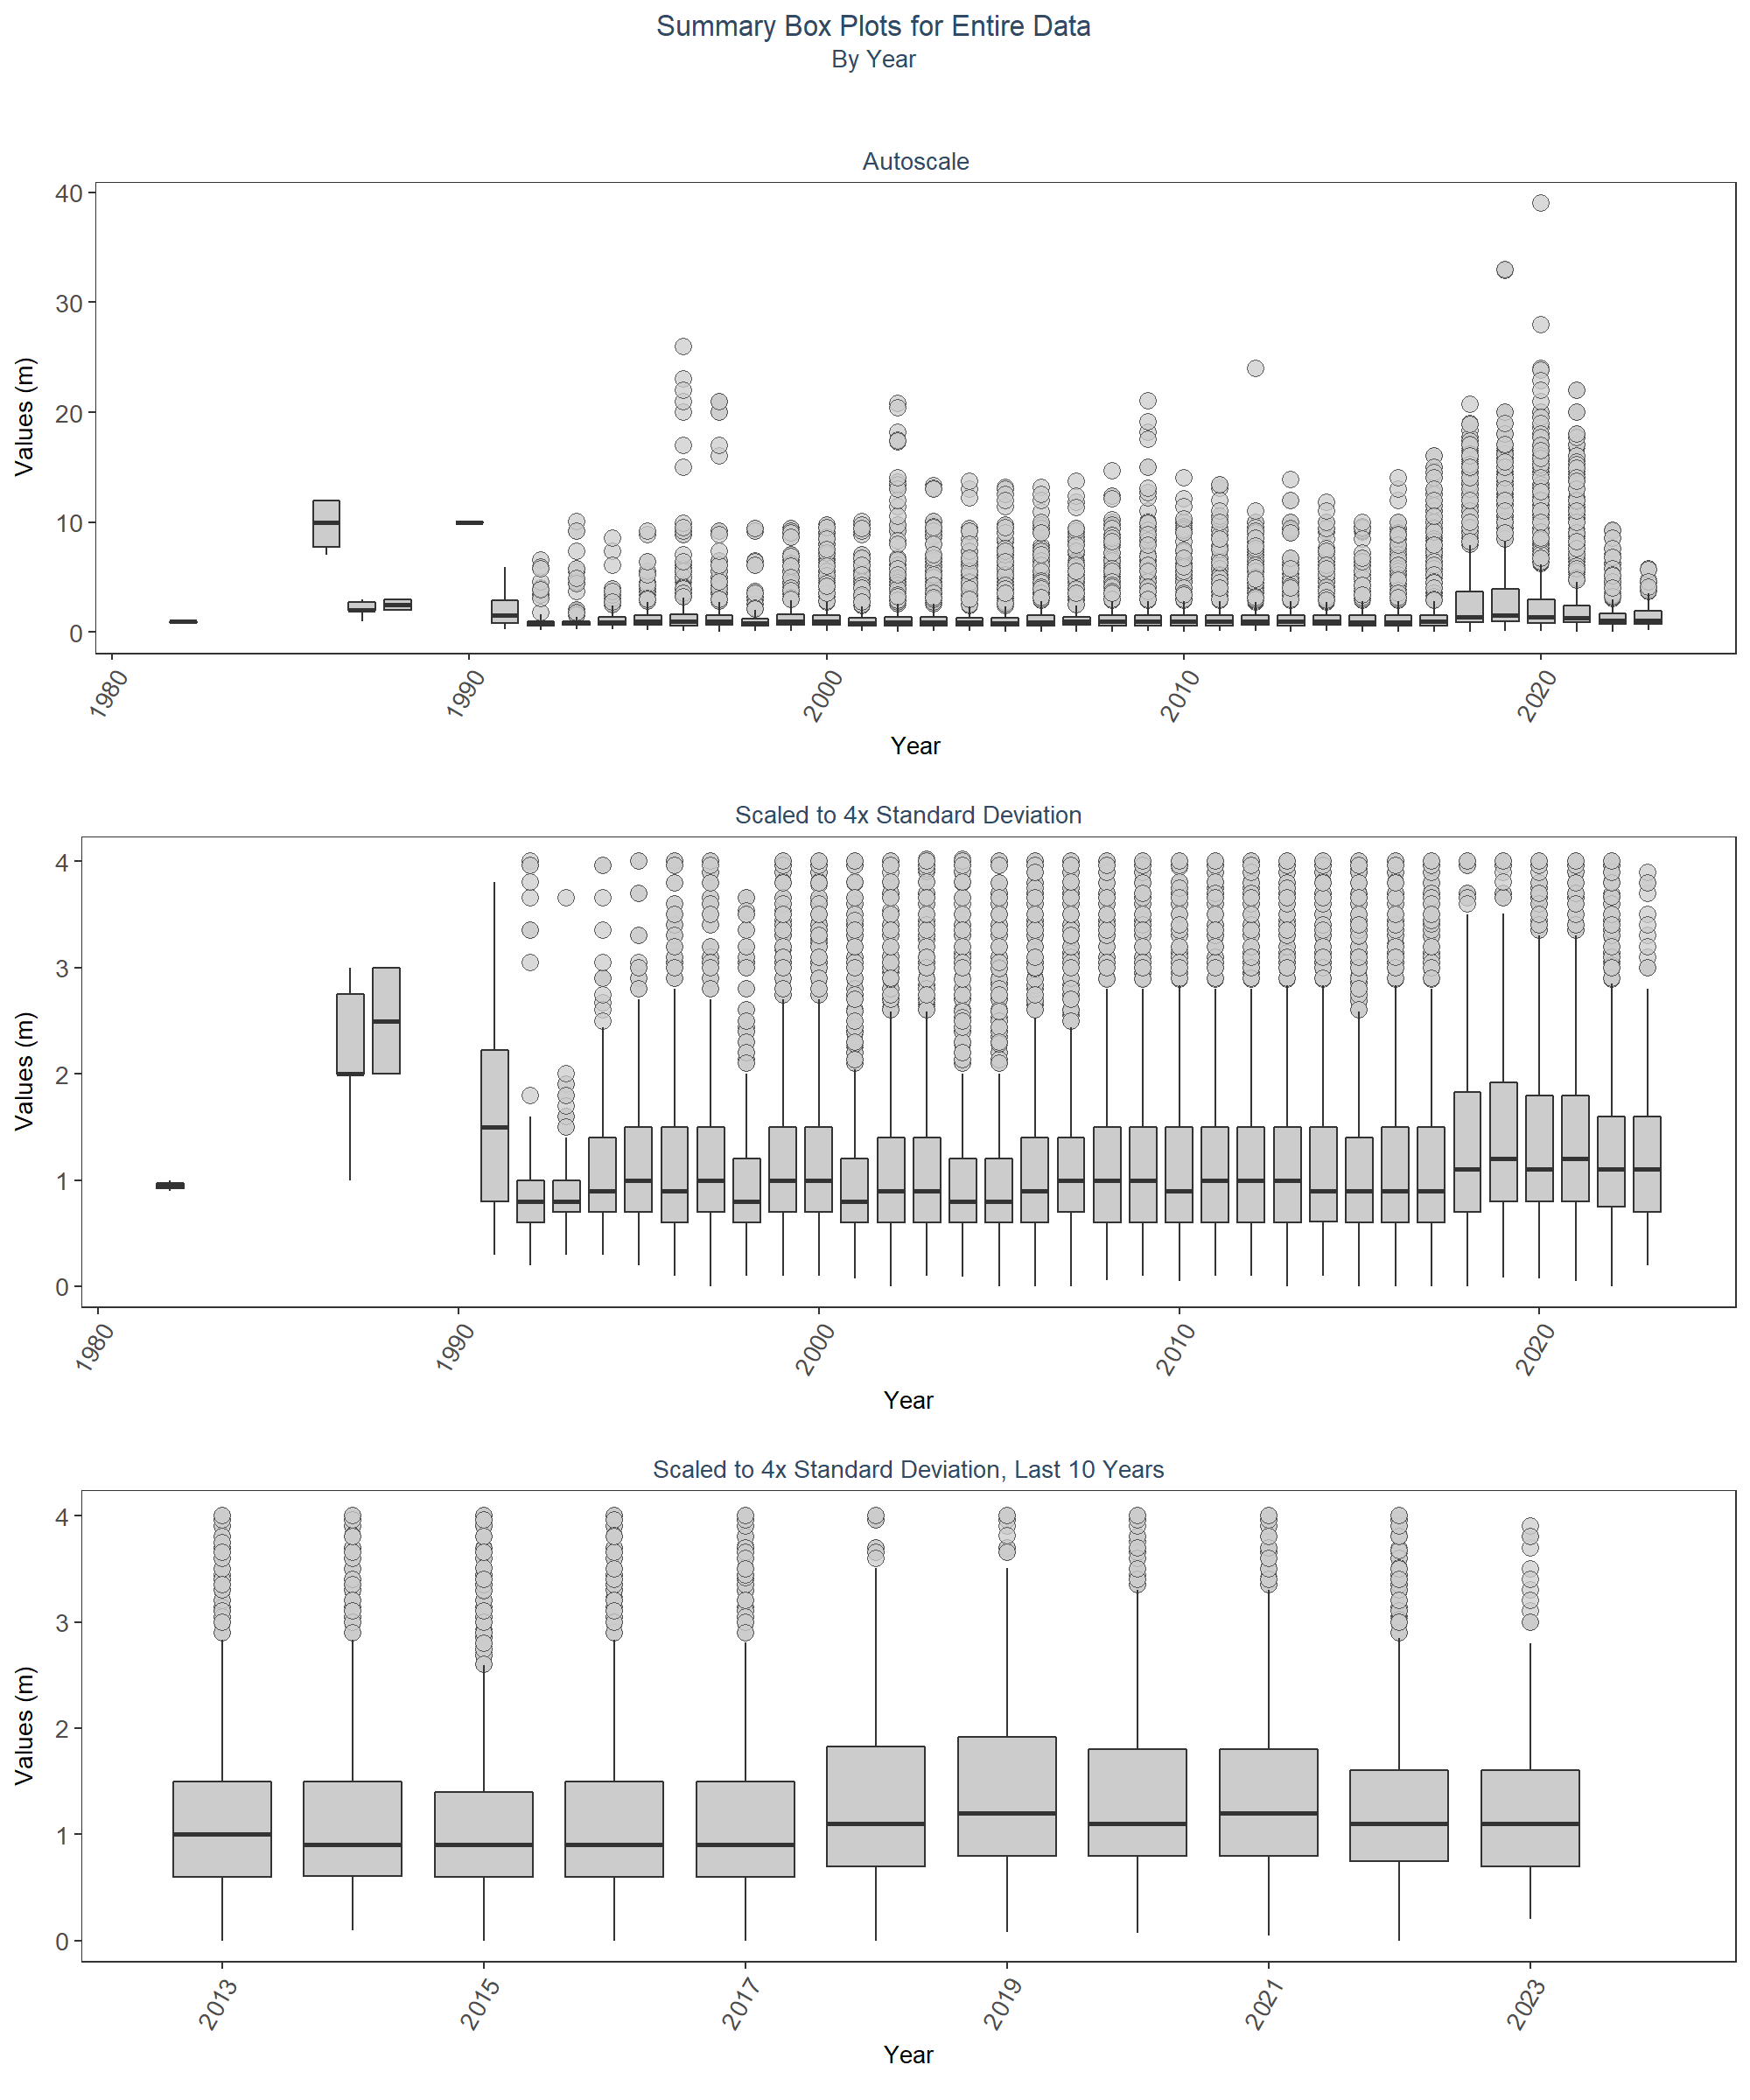 Summary Box Plots for Entire Data
By Year
Autoscale
Values (m)
40
30
20
10
0
1980
1990
2000
2010
2020
Year
Scaled to 4x Standard Deviation
Values (m)
4
3
2
1
0
1980
1990
2000
2010
2020
Year
Scaled to 4x Standard Deviation, Last 10 Years
Values (m)
4
3
2
1
0
2013
2015
2017
2019
2021
2023
Year